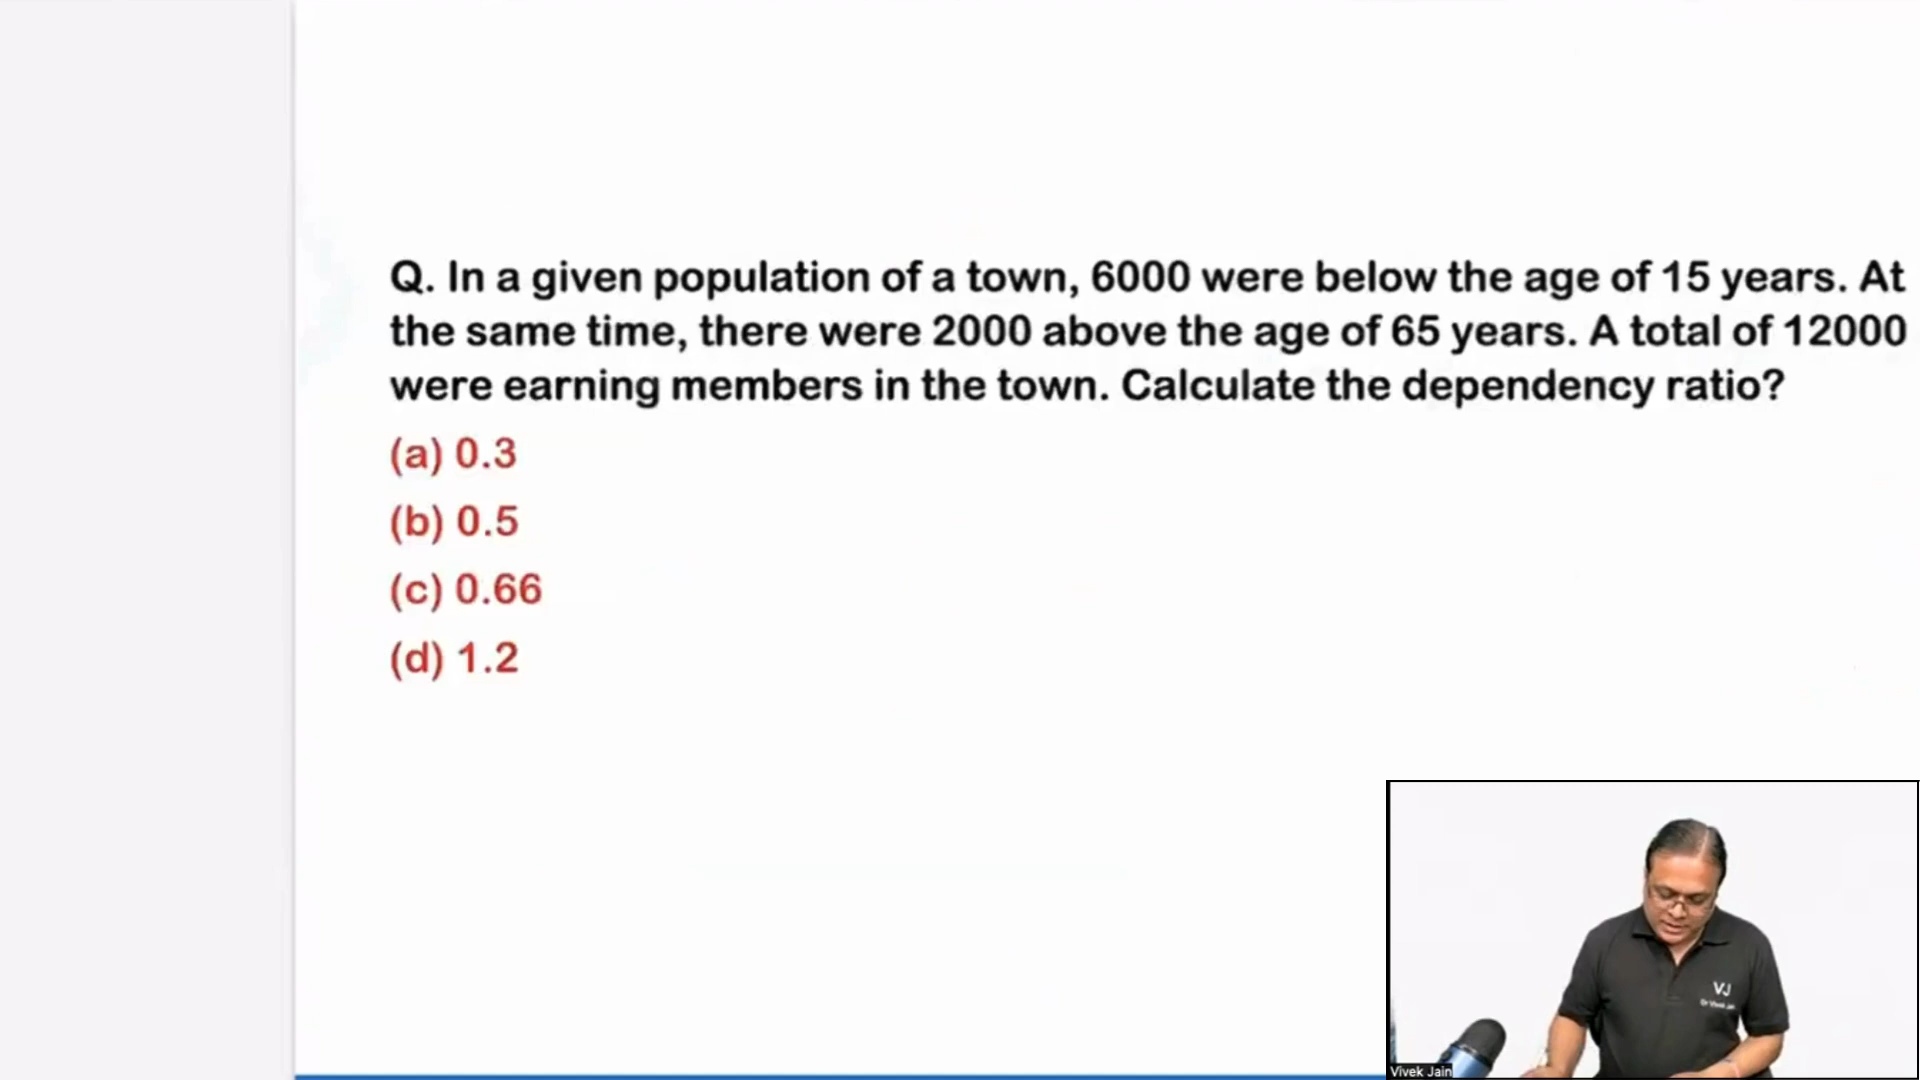 Q. In a given population of a town, 6000 were below the age of 15 years. At
the same time, there were 2000 above the age of 65 years. A total of 12000
were earning members in the town. Calculate the dependency ratio?
(a) 0.3
(b) 0.5
(c) 0.66
(d) 1.2
VJ
Vivek Jain